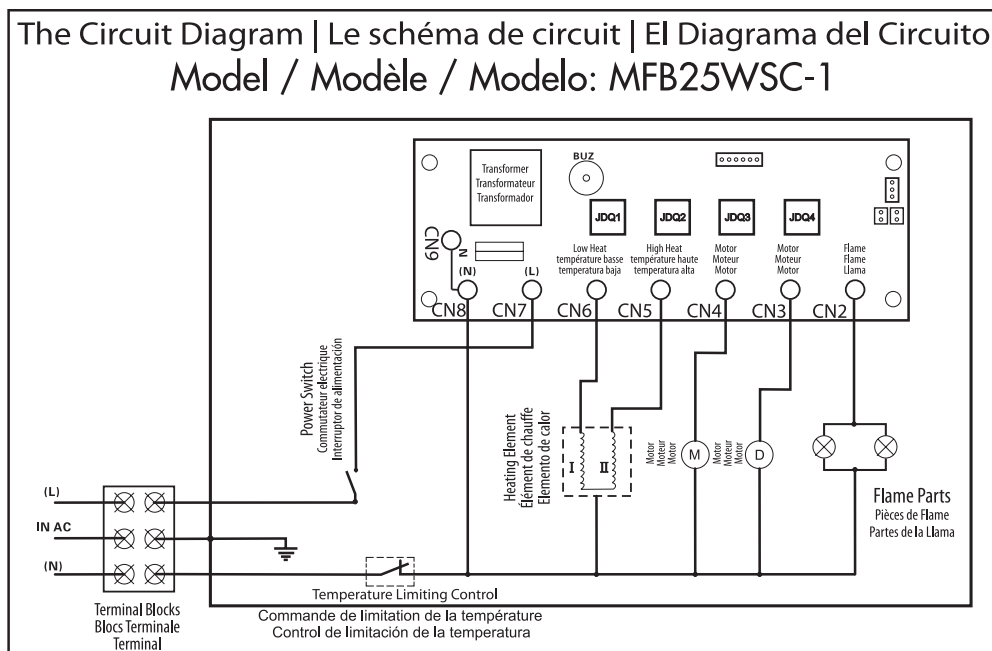 The Circuit Diagram | Le schéma de circuit | El Diagrama del Circuito
Model / Modèle / Modelo: MFB25WSC-1
Transformer
Transformateur
Transformador
BUZ
JDQ1
JDQ2
JDQ3
JDQ4
CN9
N
(N)
(L)
Low Heat
température basse
temperatura baja
High Heat
température haute
temperatura alta
Motor
Moteur
Motor
Motor
Moteur
Motor
Flame
Flame
Llama
CN8
CN7
CN6
CN5
CN4
CN3
CN2
Power Switch
Commutateur électrique
Interruptor de alimentación
Heating Element
Élément de chauffe
Elemento de calor
I
II
Motor
Moteur
Motor
M
Motor
Moteur
Motor
D
Flame Parts
Pièces de Flame
Partes de la Llama
(L)
IN AC
(N)
Terminal Blocks
Blocs Terminale
Terminal
Temperature Limiting Control
Commande de limitation de la température
Control de limitación de la temperatura